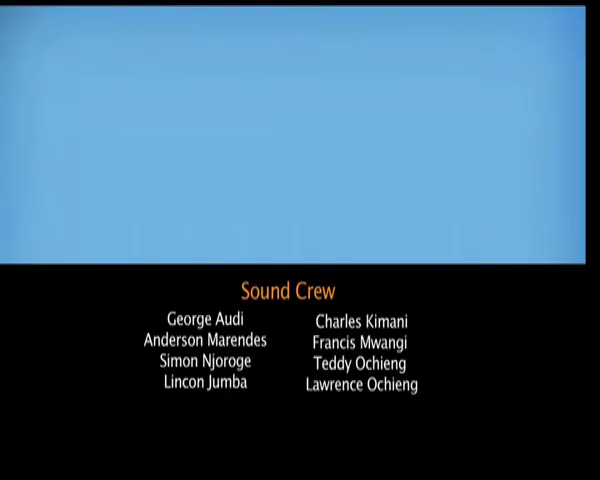 Sound Crew
George Audi
Anderson Marendes
Simon Njoroge
Lincon Jumba
Charles Kimani
Francis Mwangi
Teddy Ochieng
Lawrence Ochieng